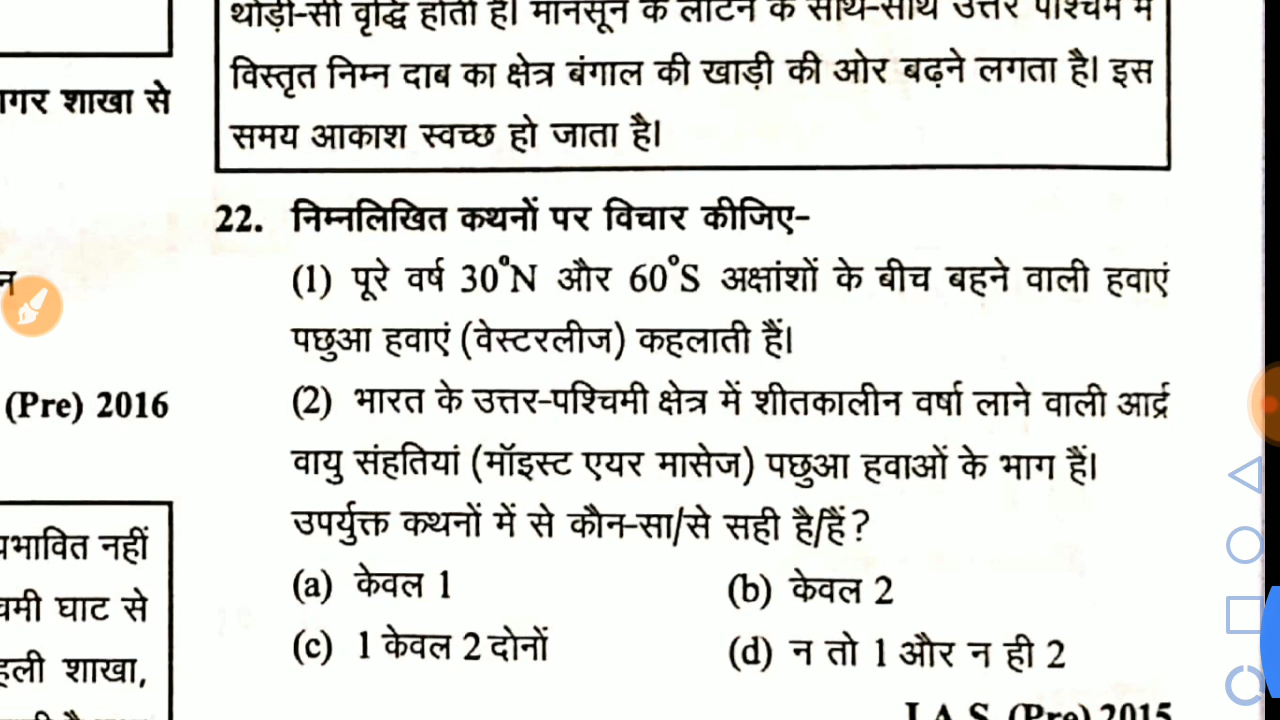 थोड़ी-सी वृद्धि होती है। मानसून के लौटने के साथ-साथ उत्तर पश्चिम में
विस्तृत निम्न दाब का क्षेत्र बंगाल की खाड़ी की ओर बढ़ने लगता है। इस
समय आकाश स्वच्छ हो जाता है।
गर शाखा से
न
(Pre) 2016
प्रभावित नहीं
घाट से
शाखा,
22. निम्नलिखित कथनों पर विचार कीजिए-
(1) पूरे वर्ष 30°N और 60°S अक्षांशों के बीच बहने वाली हवाएं
पछुआ हवाएं (वेस्टरलीज) कहलाती हैं।
(2) भारत के उत्तर-पश्चिमी क्षेत्र में शीतकालीन वर्षा लाने वाली आर्द्र
वायु संहतियां (मॉइस्ट एयर मासेज) पछुआ हवाओं के भाग हैं।
उपर्युक्त कथनों में से कौन-सा/से सही है/हैं?
(a) केवल 1 (b) केवल 2
(c) 1 केवल 2 दोनों (d) न तो 1 और न ही 2
I.A.S. (Pre) 2015